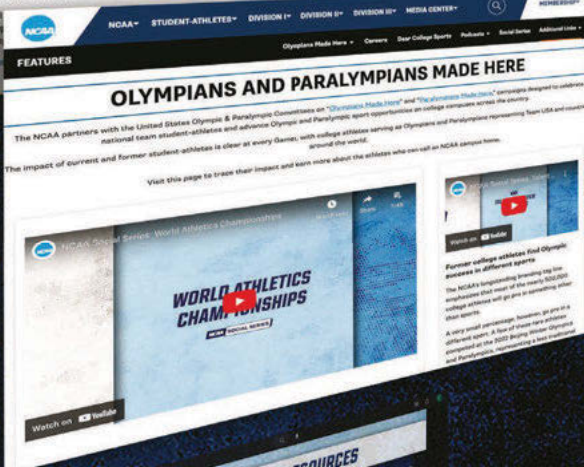 NCAA
NCAA STUDENT-ATHLETES DIVISION I DIVISION II DIVISION III MEDIA CENTER MEMBERSHIP
FEATURES
Olympians Made Here Careers Dear College Sports Podcasts Social Series Additional Links
OLYMPIANS AND PARALYMPIANS MADE HERE
The NCAA partners with the United States Olympic & Paralympic Committees on "Olympians Made Here" and "Paralympians Made Here," campaigns designed to celebrate
national team student-athletes and advance Olympic and Paralympic sport opportunities on college campuses across the country.
The impact of current and former student-athletes is clear at every Games, with college athletes serving as Olympians and Paralympians representing Team USA and
around the world.
Visit this page to trace their impact and learn more about the athletes who can call an NCAA campus home.
NCAA
NCAA Social Series: World Athletics Championships
Share
WORLD ATHLETICS
CHAMPIONSHIPS
NCAA SOCIAL SERIES
Watch on YouTube
NCAA Social Series
Watch on YouTube
Former college athletes find Olympic
success in different sports
The NCAA's longstanding branding tag line
emphasizes that most of the nearly 500,000
college athletes will go pro in something other
than sports.
A very small percentage, however, go pro in a
different sport. A few of those rare athletes
competed at the 2022 Beijing Winter Olympics
and Paralympics, representing a less traditional